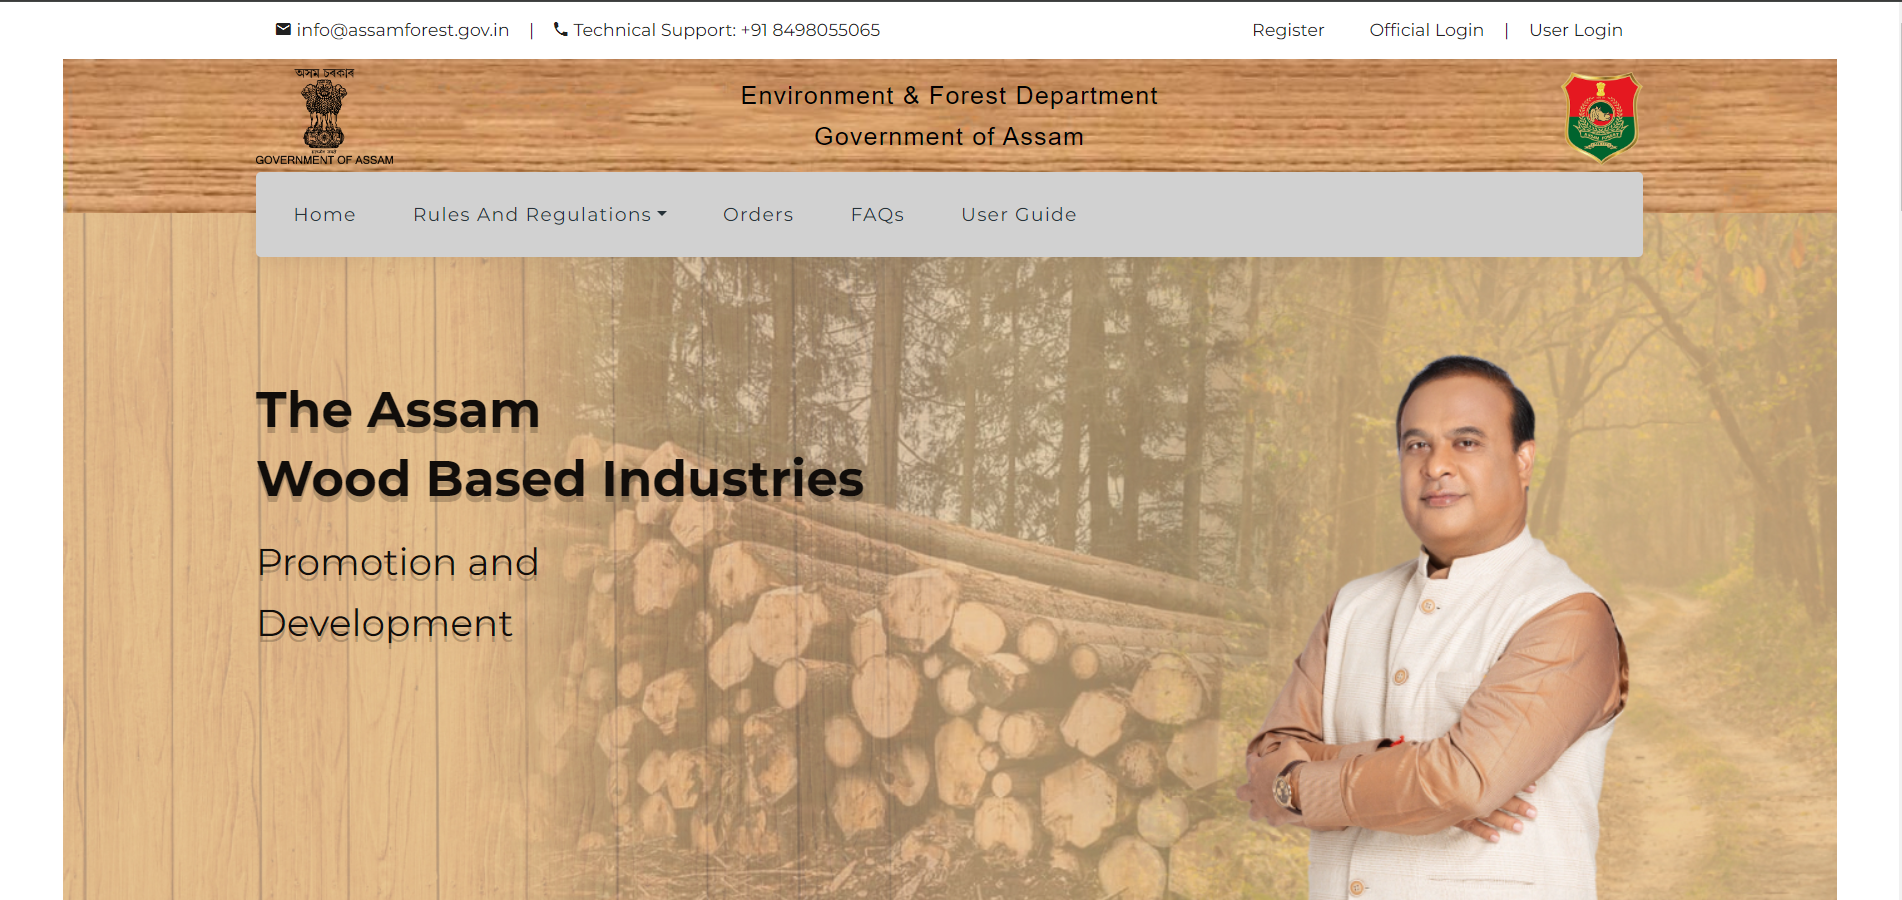 info@assamforest.gov.in | Technical Support: +91 8498055065 Register Official Login | User Login
অসম চৰকাৰ
GOVERNMENT OF ASSAM
Environment & Forest Department
Government of Assam
Home Rules And Regulations Orders FAQs User Guide
The Assam
Wood Based Industries
Promotion and
Development